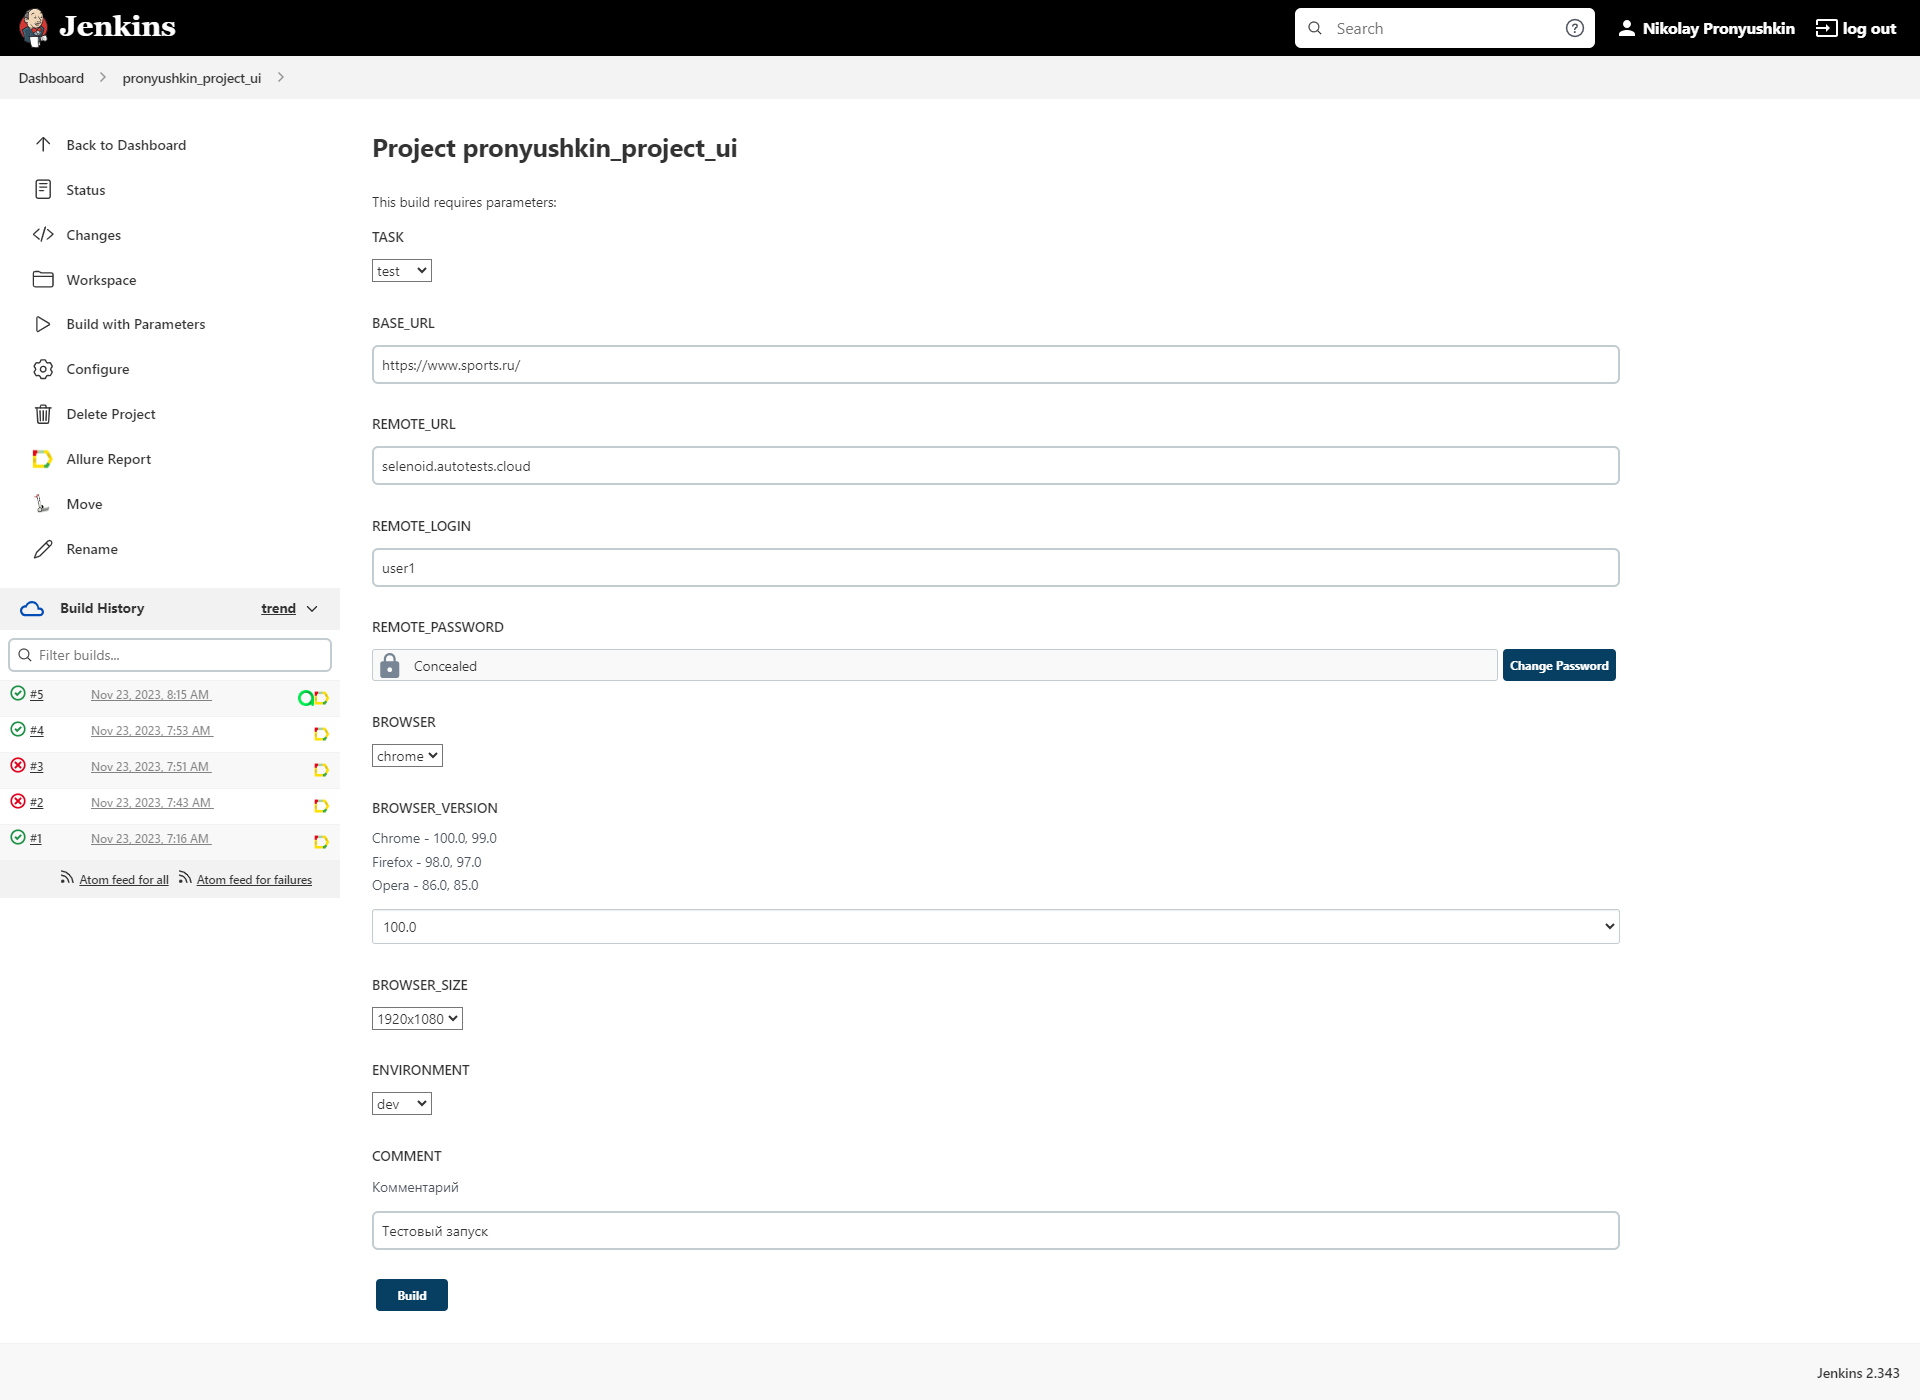 Jenkins
Search
Nikolay Pronyushkin
log out
Dashboard
pronyushkin_project_ui
Back to Dashboard
Status
Changes
Workspace
Build with Parameters
Configure
Delete Project
Allure Report
Move
Rename
Build History
trend
Filter builds...
#5 Nov 23, 2023, 8:15 AM
#4 Nov 23, 2023, 7:53 AM
#3 Nov 23, 2023, 7:51 AM
#2 Nov 23, 2023, 7:43 AM
#1 Nov 23, 2023, 7:16 AM
Atom feed for all Atom feed for failures
Project pronyushkin_project_ui
This build requires parameters:
TASK
test
BASE_URL
https://www.sports.ru/
REMOTE_URL
selenoid.autotests.cloud
REMOTE_LOGIN
user1
REMOTE_PASSWORD
Concealed
Change Password
BROWSER
chrome
BROWSER_VERSION
Chrome - 100.0, 99.0
Firefox - 98.0, 97.0
Opera - 86.0, 85.0
100.0
BROWSER_SIZE
1920x1080
ENVIRONMENT
dev
COMMENT
Комментарий
Тестовый запуск
Build
Jenkins 2.343